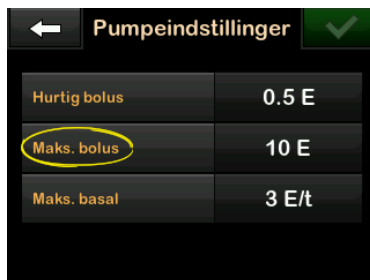 Pumpeindstillinger
Hurtig bolus 0.5 E
Maks. bolus 10 E
Maks. basal 3 E/t